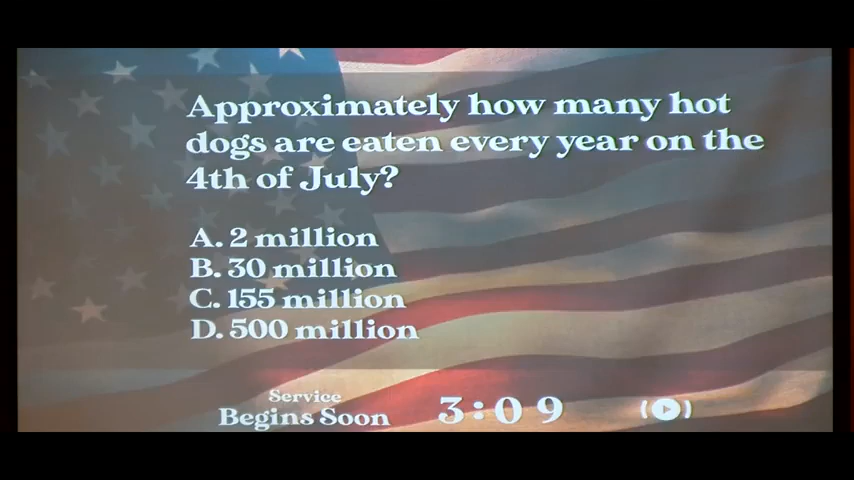 Approximately how many hot
dogs are eaten every year on the
4th of July?
A. 2 million
B. 30 million
C. 155 million
D. 500 million
Service
Begins Soon
3:09